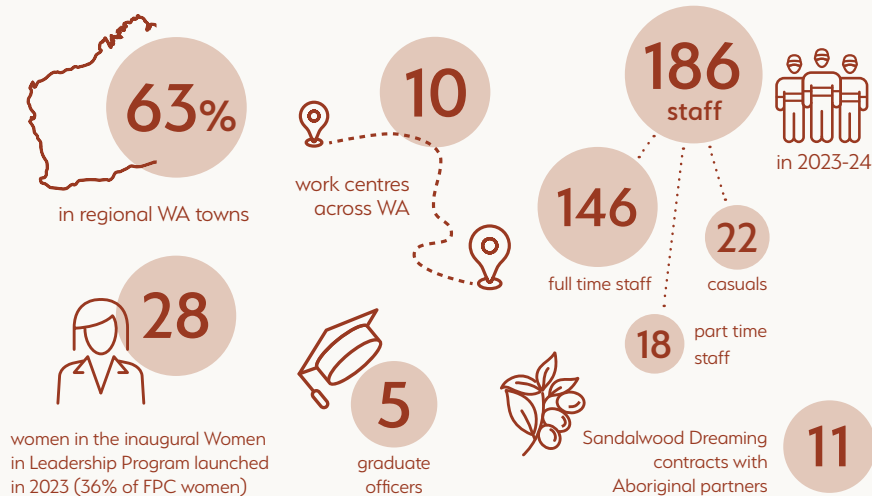 63%
in regional WA towns
10
work centres
across WA
186
staff
in 2023-24
146
full time staff
22
casuals
18
part time
staff
28
women in the inaugural Women
in Leadership Program launched
in 2023 (36% of FPC women)
5
graduate
officers
Sandalwood Dreaming
contracts with
Aboriginal partners
11